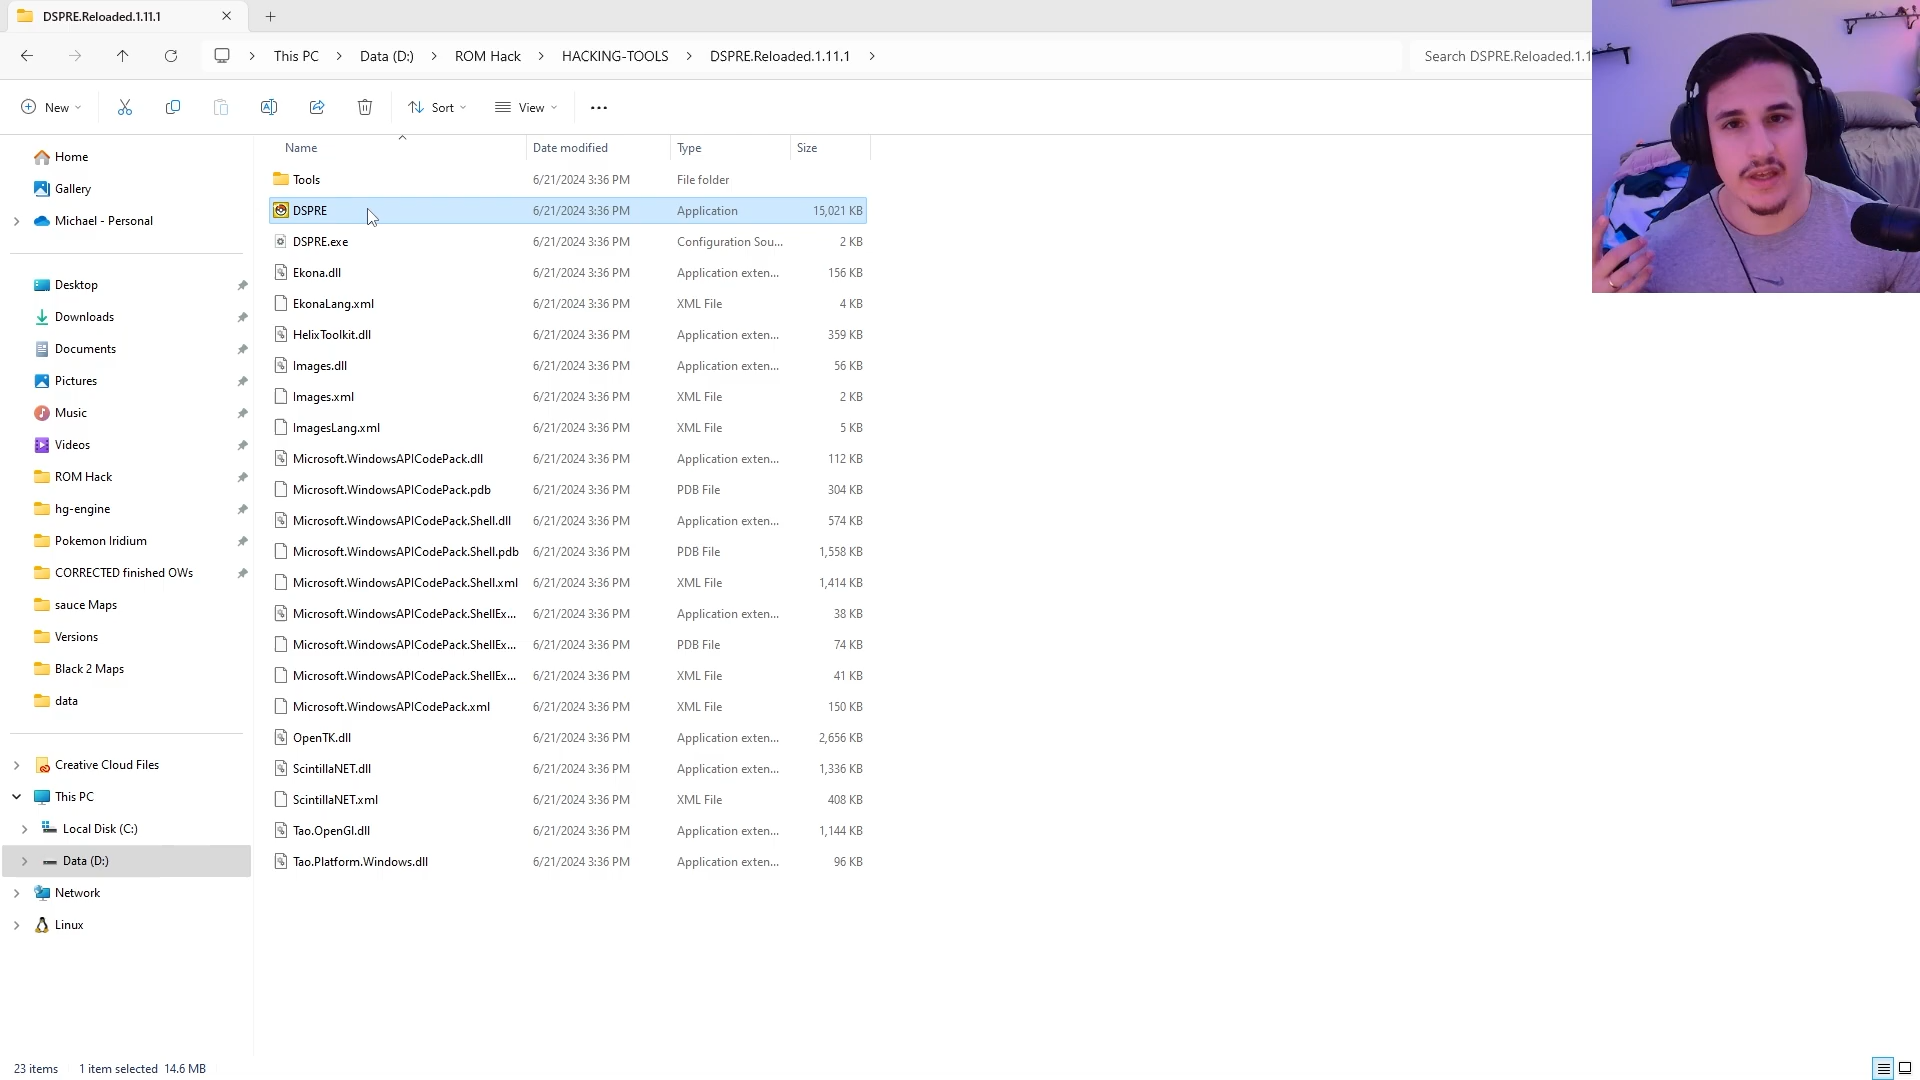 DSPRE.Reloaded.1.11.1
This PC
Data (D:)
ROM Hack
HACKING-TOOLS
DSPRE.Reloaded.1.11.1
Search DSPRE.Reloaded.1.1
New
Sort
View
Name Date modified Type Size
Home
Gallery
Michael - Personal
Desktop
Downloads
Documents
Pictures
Music
Videos
ROM Hack
hg-engine
Pokemon Iridium
CORRECTED finished OWs
sauce Maps
Versions
Black 2 Maps
data
Creative Cloud Files
This PC
Local Disk (C:)
Data (D:)
Network
Linux
Tools 6/21/2024 3:36 PM File folder
DSPRE 6/21/2024 3:36 PM Application 15,021 KB
DSPRE.exe 6/21/2024 3:36 PM Configuration Sou... 2 KB
Ekona.dll 6/21/2024 3:36 PM Application exten... 156 KB
EkonaLang.xml 6/21/2024 3:36 PM XML File 4 KB
HelixToolkit.dll 6/21/2024 3:36 PM Application exten... 359 KB
Images.dll 6/21/2024 3:36 PM Application exten... 56 KB
Images.xml 6/21/2024 3:36 PM XML File 2 KB
ImagesLang.xml 6/21/2024 3:36 PM XML File 5 KB
Microsoft.WindowsAPICodePack.dll 6/21/2024 3:36 PM Application exten... 112 KB
Microsoft.WindowsAPICodePack.pdb 6/21/2024 3:36 PM PDB File 304 KB
Microsoft.WindowsAPICodePack.Shell.dll 6/21/2024 3:36 PM Application exten... 574 KB
Microsoft.WindowsAPICodePack.Shell.pdb 6/21/2024 3:36 PM PDB File 1,558 KB
Microsoft.WindowsAPICodePack.Shell.xml 6/21/2024 3:36 PM XML File 1,414 KB
Microsoft.WindowsAPICodePack.ShellEx... 6/21/2024 3:36 PM Application exten... 38 KB
Microsoft.WindowsAPICodePack.ShellEx... 6/21/2024 3:36 PM PDB File 74 KB
Microsoft.WindowsAPICodePack.ShellEx... 6/21/2024 3:36 PM XML File 41 KB
Microsoft.WindowsAPICodePack.xml 6/21/2024 3:36 PM XML File 150 KB
OpenTK.dll 6/21/2024 3:36 PM Application exten... 2,656 KB
ScintillaNET.dll 6/21/2024 3:36 PM Application exten... 1,336 KB
ScintillaNET.xml 6/21/2024 3:36 PM XML File 408 KB
Tao.OpenGl.dll 6/21/2024 3:36 PM Application exten... 1,144 KB
Tao.Platform.Windows.dll 6/21/2024 3:36 PM Application exten... 96 KB
23 items 1 item selected 14.6 MB